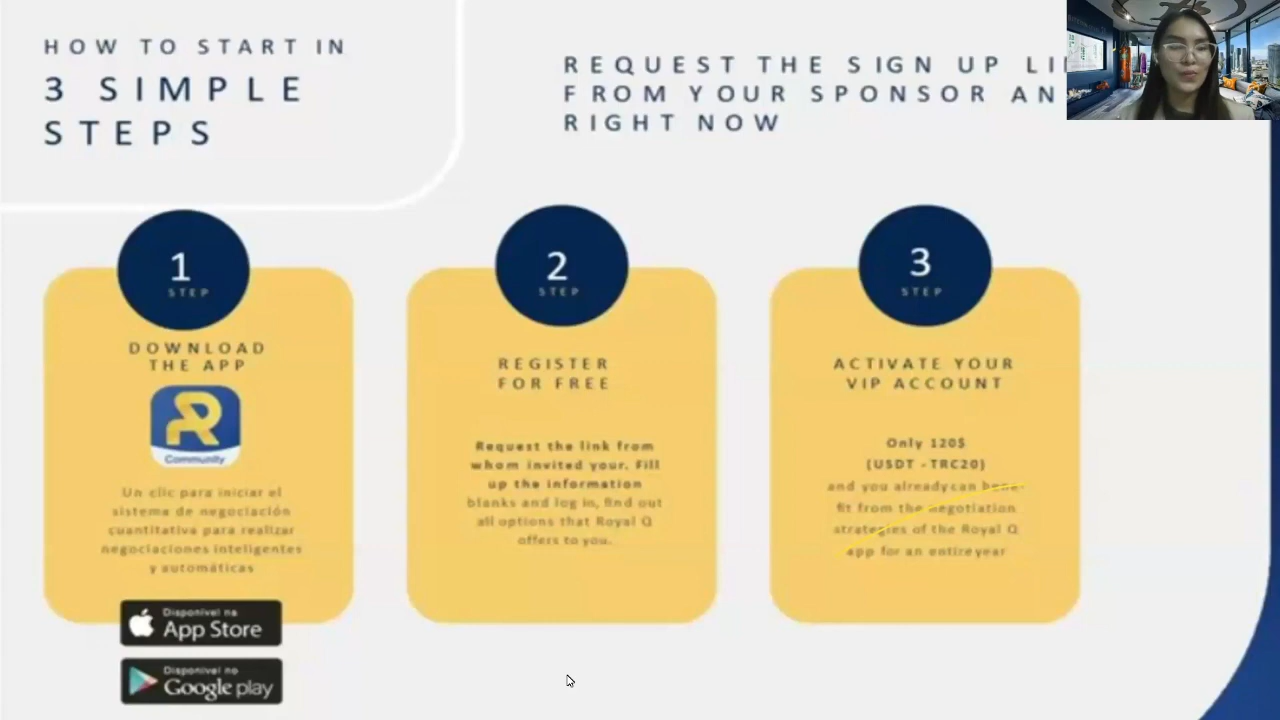 HOW TO START IN
3 SIMPLE
STEPS
REQUEST THE SIGN UP
FROM YOUR SPONSOR
RIGHT NOW
1
STEP
DOWNLOAD
THE APP
Community
Un clic para iniciar el
sistema de negociación
cuantitativa para realizar
negociaciones inteligentes
y automáticas
Disponível na
App Store
Disponível no
Google play
2
STEP
REGISTER
FOR FREE
Request the link from
whom invited your. Fill
up the information
blanks and log in, find out
all options that Royal Q
offers to you.
3
STEP
ACTIVATE YOUR
VIP ACCOUNT
Only 120$
(USDT -TRC20)
and you already can bene-
fit from the negotiation
strategies of the Royal Q
app for an entire year